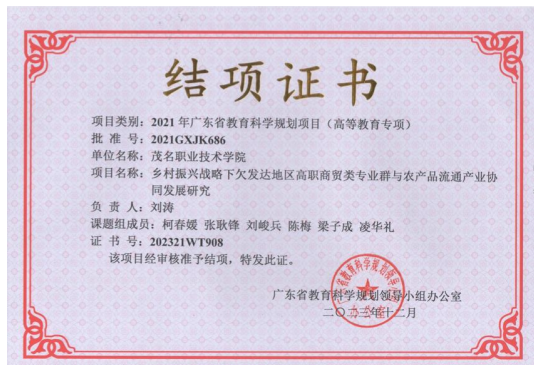 结项证书
项目类别：2021年广东省教育科学规划项目（高等教育专项）
批 准 号：2021GXJK686
单位名称：茂名职业技术学院
项目名称：乡村振兴战略下欠发达地区高职商贸类专业群与农产品流通产业协
同发展研究
负 责 人：刘涛
课题组成员：柯春媛 张耿锋 刘峻兵 陈梅 梁子成 凌华礼
证 书 号：202321WT908
该项目经审核准予结项，特发此证。
广东省教育科学规划领导小组办公室
二〇二三年十二月
办公室